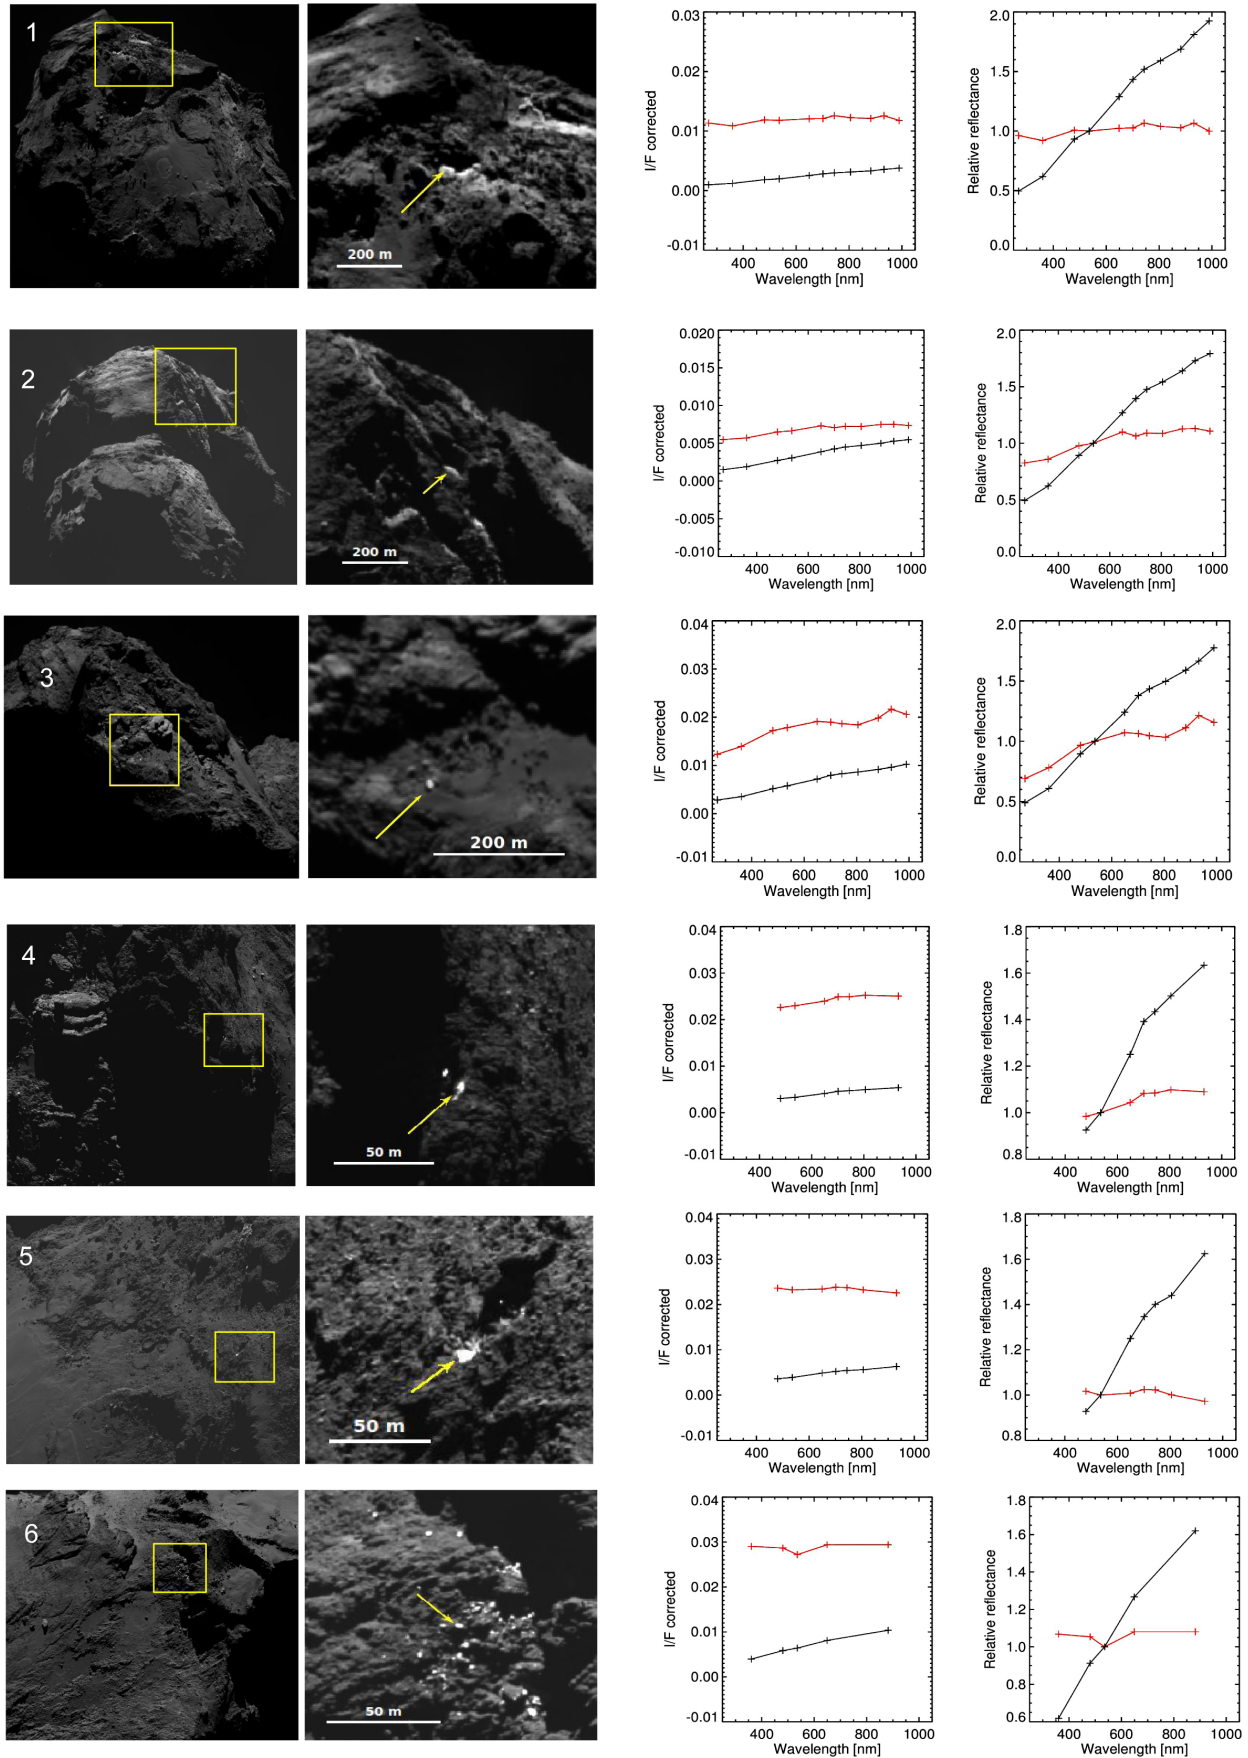 1
200 m
0.03
0.02
0.01
0.00
-0.01
I/F corrected
400 600 800 1000
Wavelength [nm]
2.0
1.5
1.0
0.5
0.0
Relative reflectance
400 600 800 1000
Wavelength [nm]
2
200 m
0.020
0.015
0.010
0.005
0.000
-0.005
-0.010
I/F corrected
400 600 800 1000
Wavelength [nm]
2.0
1.5
1.0
0.5
0.0
Relative reflectance
400 600 800 1000
Wavelength [nm]
3
200 m
0.04
0.03
0.02
0.01
0.00
-0.01
I/F corrected
400 600 800 1000
Wavelength [nm]
2.0
1.5
1.0
0.5
0.0
Relative reflectance
400 600 800 1000
Wavelength [nm]
4
50 m
0.04
0.03
0.02
0.01
0.00
-0.01
I/F corrected
400 600 800 1000
Wavelength [nm]
1.8
1.6
1.4
1.2
1.0
0.8
Relative reflectance
400 600 800 1000
Wavelength [nm]
5
50 m
0.04
0.03
0.02
0.01
0.00
-0.01
I/F corrected
400 600 800 1000
Wavelength [nm]
1.8
1.6
1.4
1.2
1.0
0.8
Relative reflectance
400 600 800 1000
Wavelength [nm]
6
50 m
0.04
0.03
0.02
0.01
0.00
-0.01
I/F corrected
400 600 800 1000
Wavelength [nm]
1.8
1.6
1.4
1.2
1.0
0.8
0.6
Relative reflectance
400 600 800 1000
Wavelength [nm]